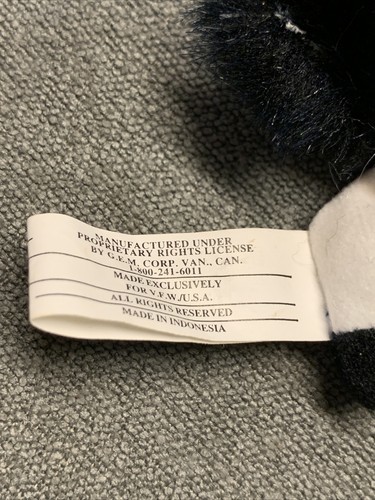 MANUFACTURED UNDER
PROPRIETARY RIGHTS LICENSE
BY G.E.M. CORP. VAN., CAN.
1-800-241-6011
MADE EXCLUSIVELY
FOR V.F.W./U.S.A.
ALL RIGHTS RESERVED
MADE IN INDONESIA